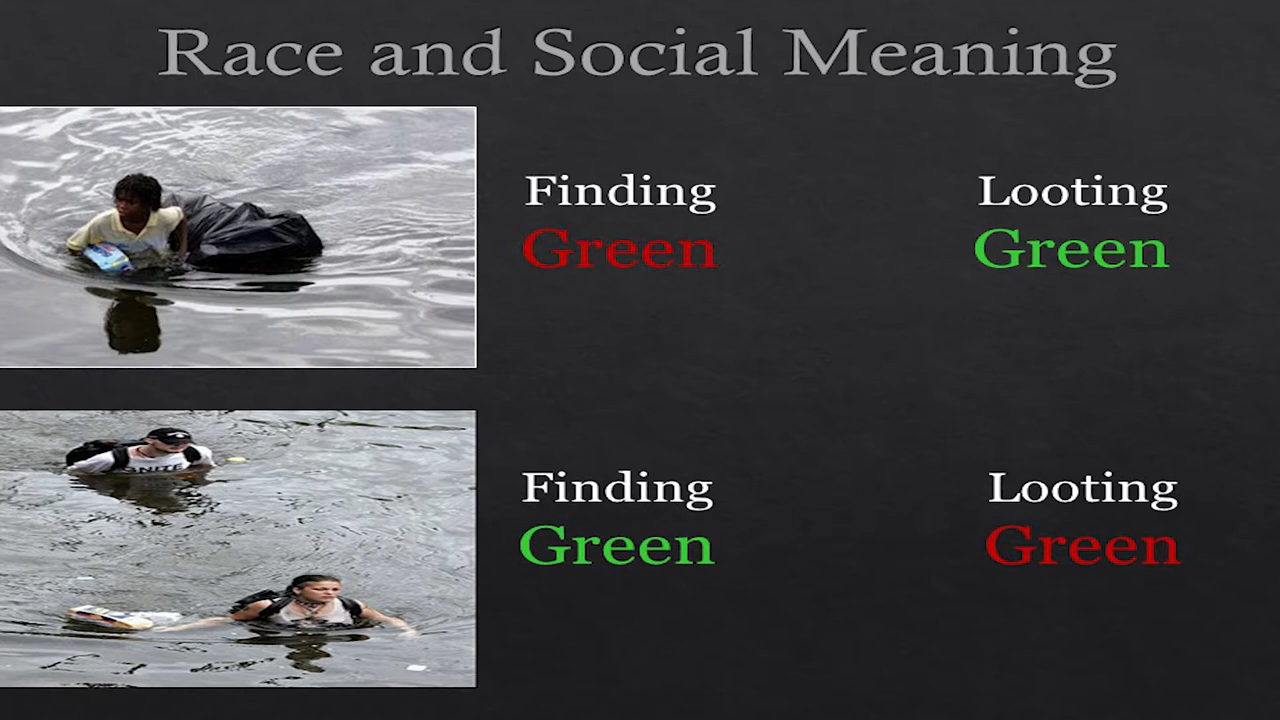 Race and Social Meaning
Finding
Looting
Green
Green
Finding
Looting
Green
Green